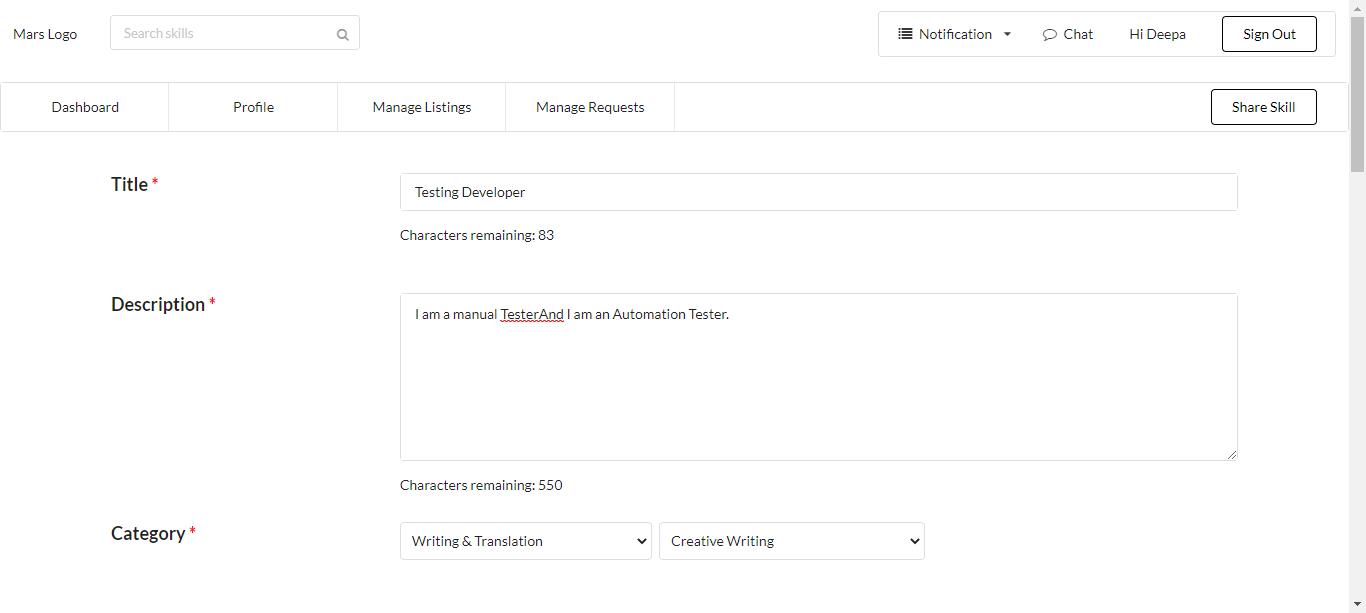 Mars Logo
Search skills
Notification
Chat
Hi Deepa
Sign Out
Dashboard
Profile
Manage Listings
Manage Requests
Share Skill
Title *
Testing Developer
Characters remaining: 83
Description *
I am a manual TesterAnd I am an Automation Tester.
Characters remaining: 550
Category *
Writing & Translation
Creative Writing